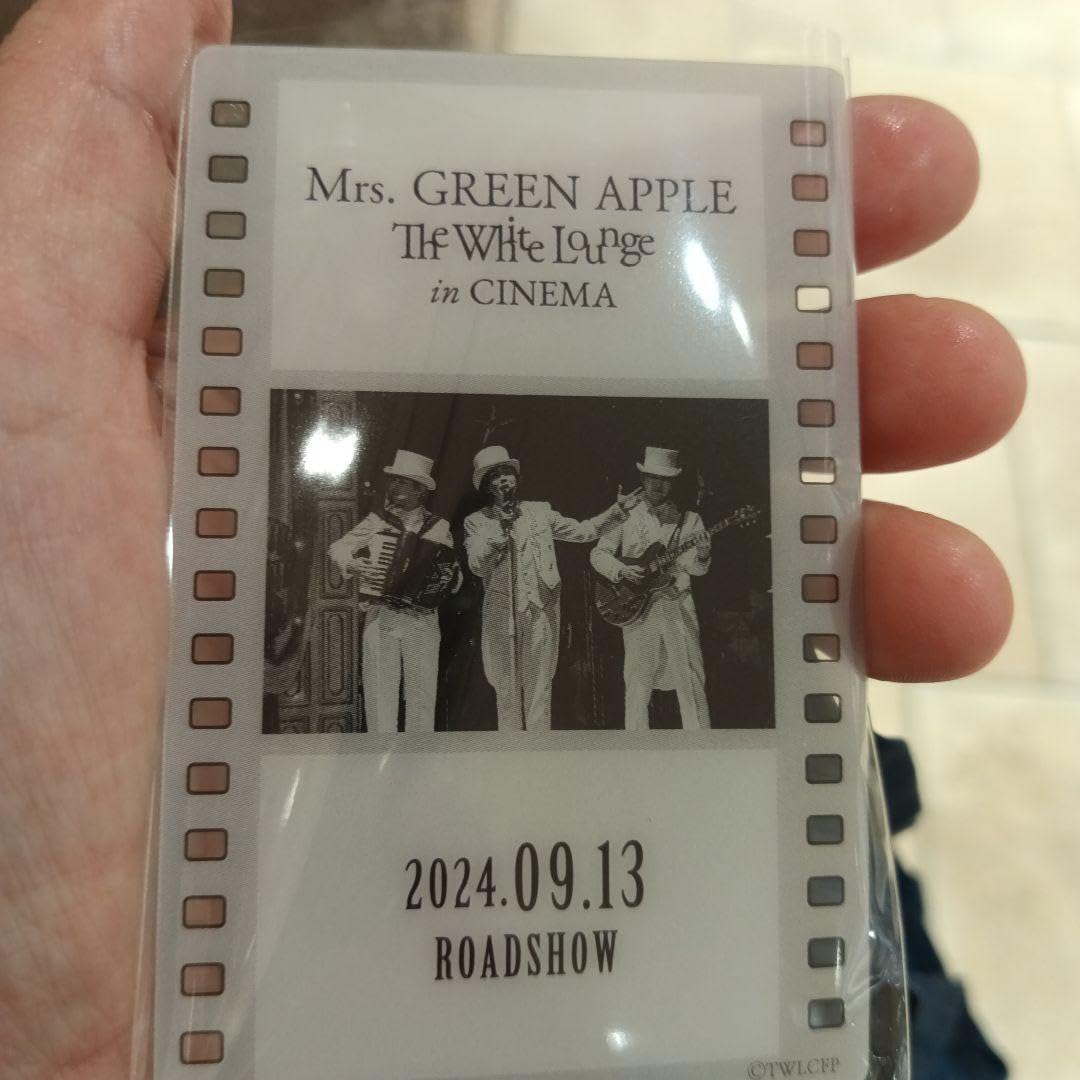 Mrs. GREEN APPLE
The White Lounge
in CINEMA
2024.09.13
ROADSHOW
©TWLCFP